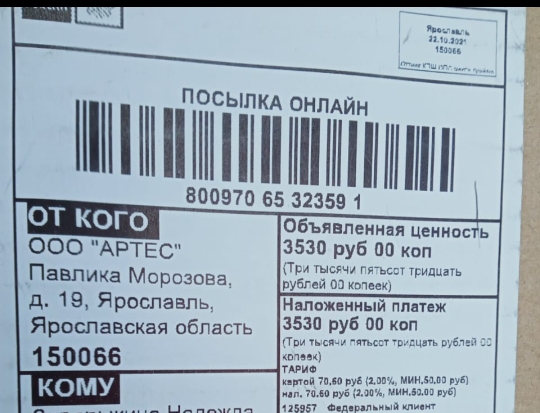 Ярославль
22.10.2021
150066
ПОСЫЛКА ОНЛАЙН
800970 65 32359 1
ОТ КОГО
ООО "АРТЕС"
Павлика Морозова,
д. 19, Ярославль,
Ярославская область
150066
КОМУ
Надежда
Объявленная ценность
3530 руб 00 коп
(Три тысячи пятьсот тридцать
рублей 00 копеек)
Наложенный платеж
3530 руб 00 коп
(Три тысячи пятьсот тридцать рублей 00
копеек)
ТАРИФ
картой 70,60 руб (2,00%, МИН,50,00 руб)
нал. 70,60 руб (2,00%, МИН,50,00 руб)
125957 Федеральный клиент